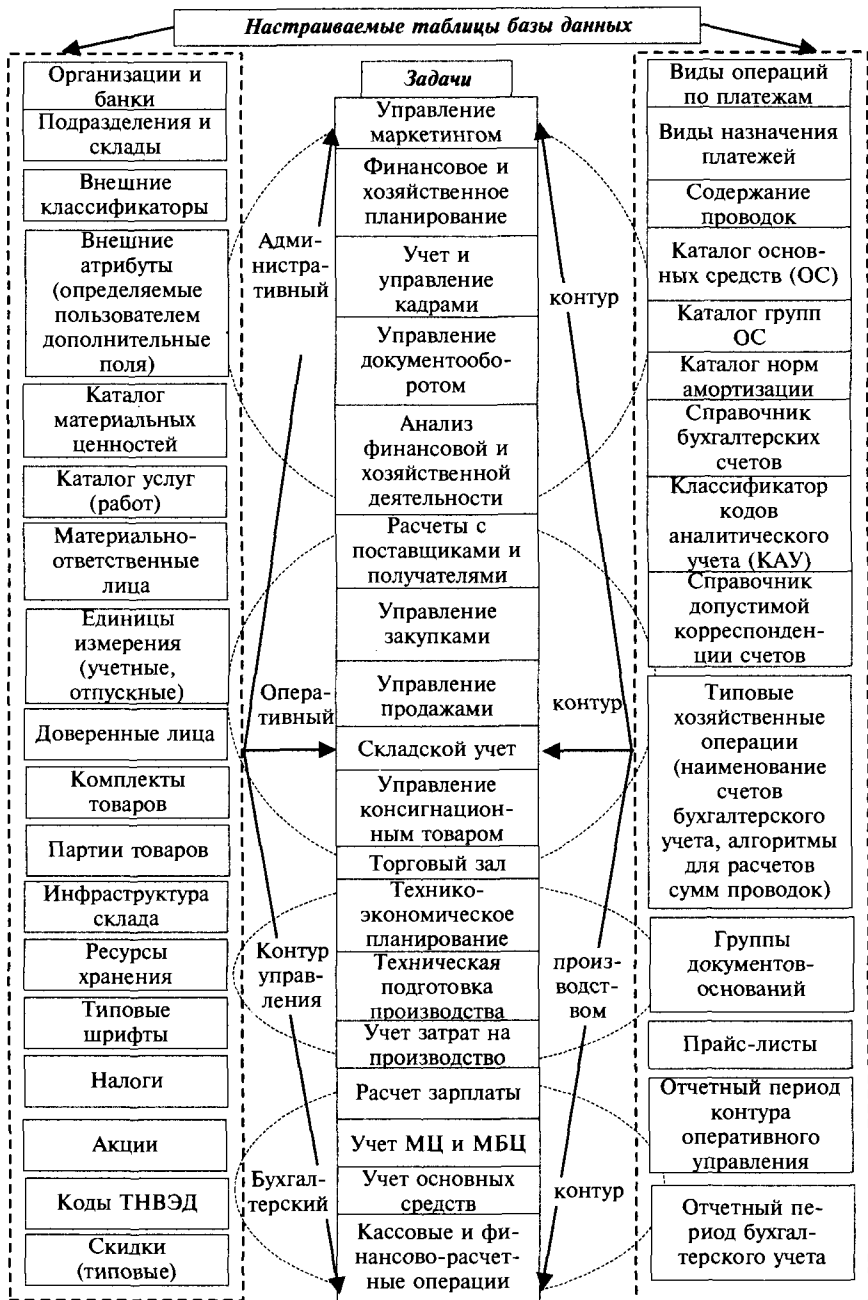 Настраиваемые таблицы базы данных
Организации и
банки
Подразделения и
склады
Внешние
классификаторы
Внешние
атрибуты
(определяемые
пользователем
дополнительные
поля)
Каталог
материальных
ценностей
Каталог услуг
(работ)
Материально-
ответственные
лица
Единицы
измерения
(учетные,
отпускные)
Доверенные лица
Комплекты
товаров
Партии товаров
Инфраструктура
склада
Ресурсы
хранения
Типовые
шрифты
Налоги
Акции
Коды ТНВЭД
Скидки
(типовые)
Адми-
нистра-
тивный
Опера-
тивный
Контур
управ-
ления
Бухгал-
терский
Задачи
Управление
маркетингом
Финансовое и
хозяйственное
планирование
Учет и
управление
кадрами
Управление
документообо-
ротом
Анализ
финансовой и
хозяйственной
деятельности
Расчеты с
поставщиками и
получателями
Управление
закупками
Управление
продажами
Складской учет
Управление
консигнацион-
ным товаром
Торговый зал
Технико-
экономическое
планирование
Техническая
подготовка
производства
Учет затрат на
производство
Расчет зарплаты
Учет МЦ и МБЦ
Учет основных
средств
Кассовые и фи-
нансово-расчет-
ные операции
контур
контур
произ-
водст-
вом
контур
Виды операций
по платежам
Виды назначения
платежей
Содержание
проводок
Каталог основ-
ных средств (ОС)
Каталог групп
ОС
Каталог норм
амортизации
Справочник
бухгалтерских
счетов
Классификатор
кодов
аналитического
учета (КАУ)
Справочник
допустимой
корреспонден-
ции счетов
Типовые
хозяйственные
операции
(наименование
счетов
бухгалтерского
учета, алгоритмы
для расчетов
сумм проводок)
Группы
документов-
оснований
Прайс-листы
Отчетный период
контура
оперативного
управления
Отчетный пе-
риод бухгал-
терского учета